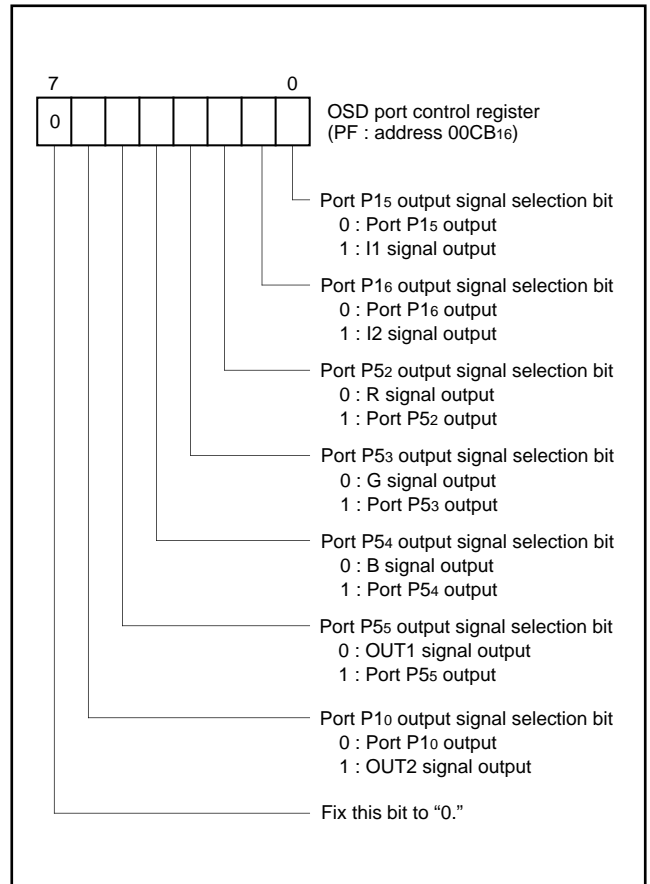 7 0
0
OSD port control register
(PF : address 00CB16)
Port P15 output signal selection bit
0 : Port P15 output
1 : I1 signal output
Port P16 output signal selection bit
0 : Port P16 output
1 : I2 signal output
Port P52 output signal selection bit
0 : R signal output
1 : Port P52 output
Port P53 output signal selection bit
0 : G signal output
1 : Port P53 output
Port P54 output signal selection bit
0 : B signal output
1 : Port P54 output
Port P55 output signal selection bit
0 : OUT1 signal output
1 : Port P55 output
Port P10 output signal selection bit
0 : Port P10 output
1 : OUT2 signal output
Fix this bit to “0.”